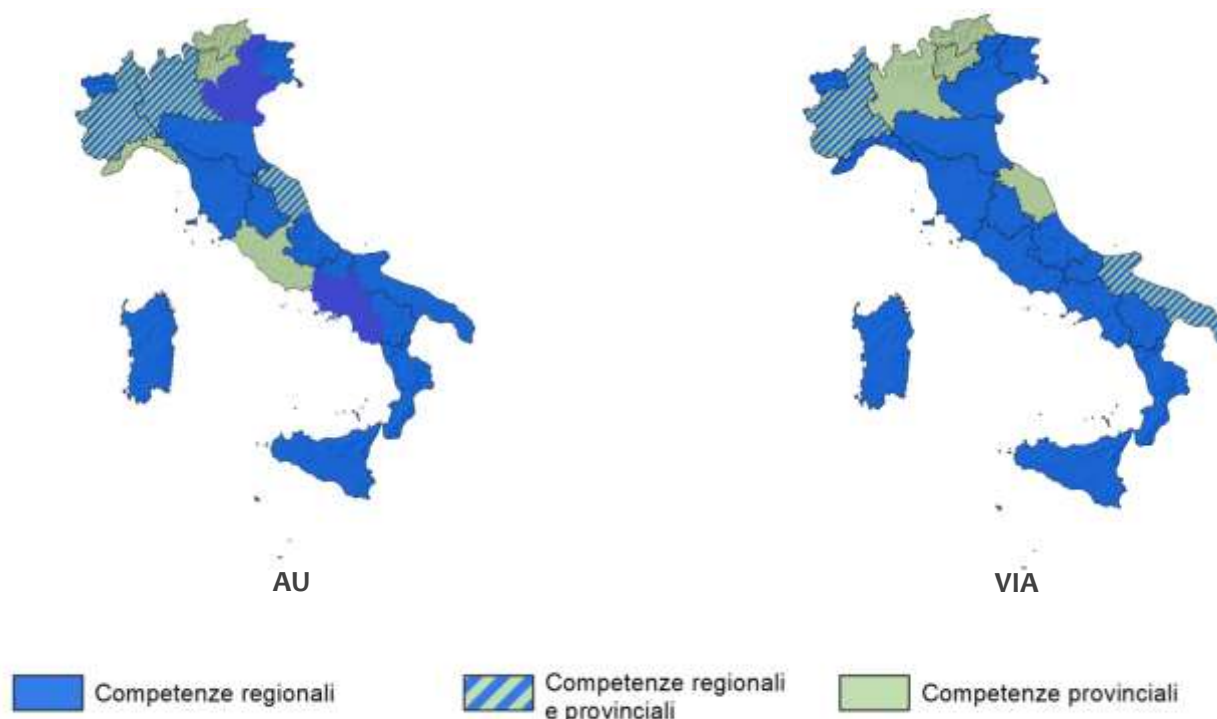 AU
VIA
Competenze regionali
Competenze regionali
e provinciali
Competenze provinciali